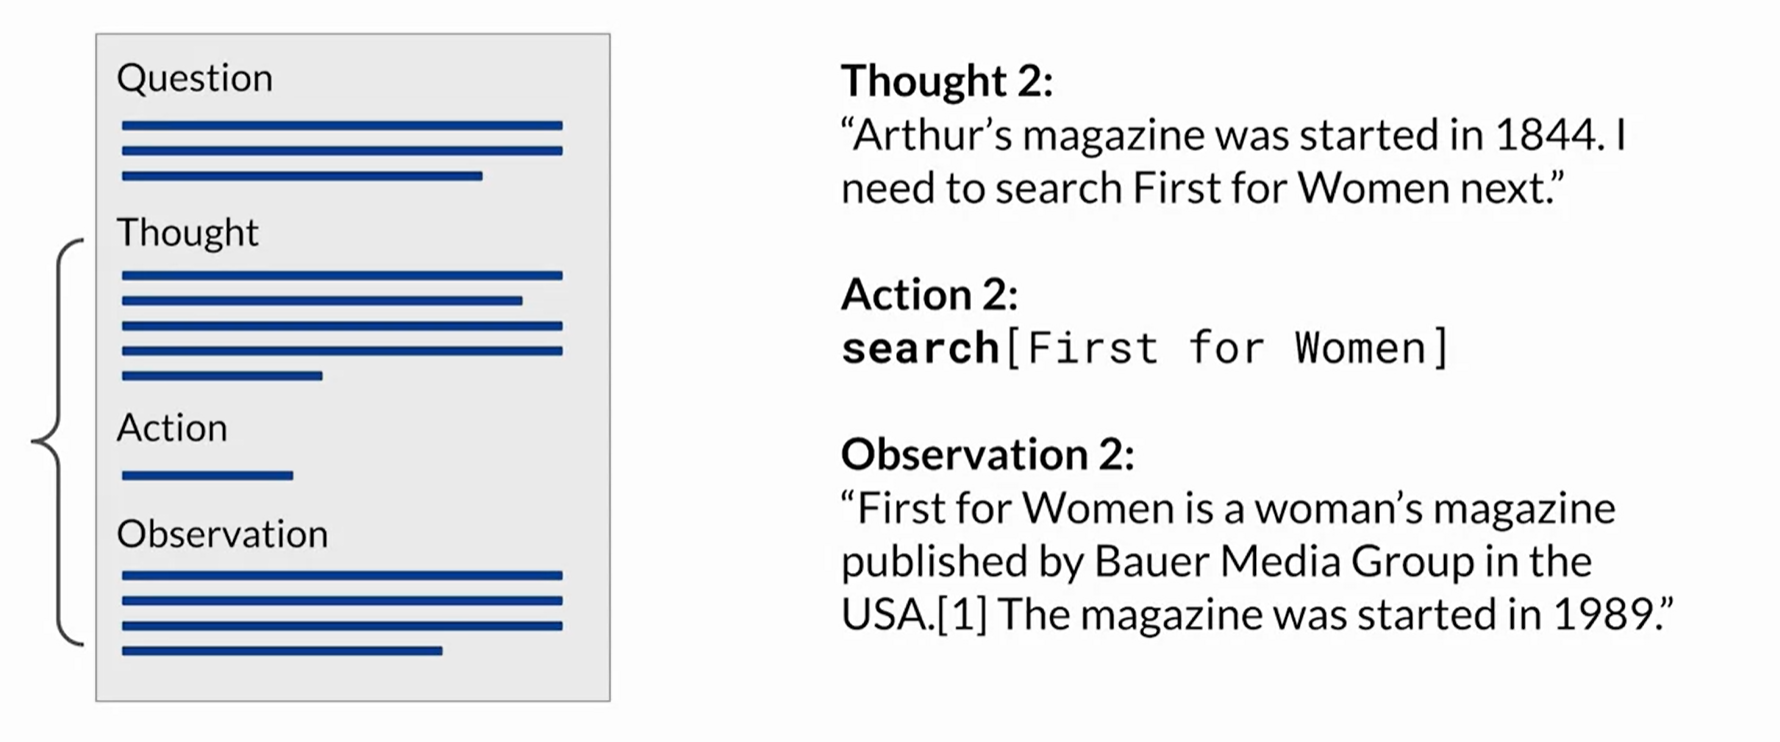 Question
Thought
Action
Observation
Thought 2:
“Arthur’s magazine was started in 1844. I
need to search First for Women next.”
Action 2:
search[First for Women]
Observation 2:
“First for Women is a woman’s magazine
published by Bauer Media Group in the
USA.[1] The magazine was started in 1989.”